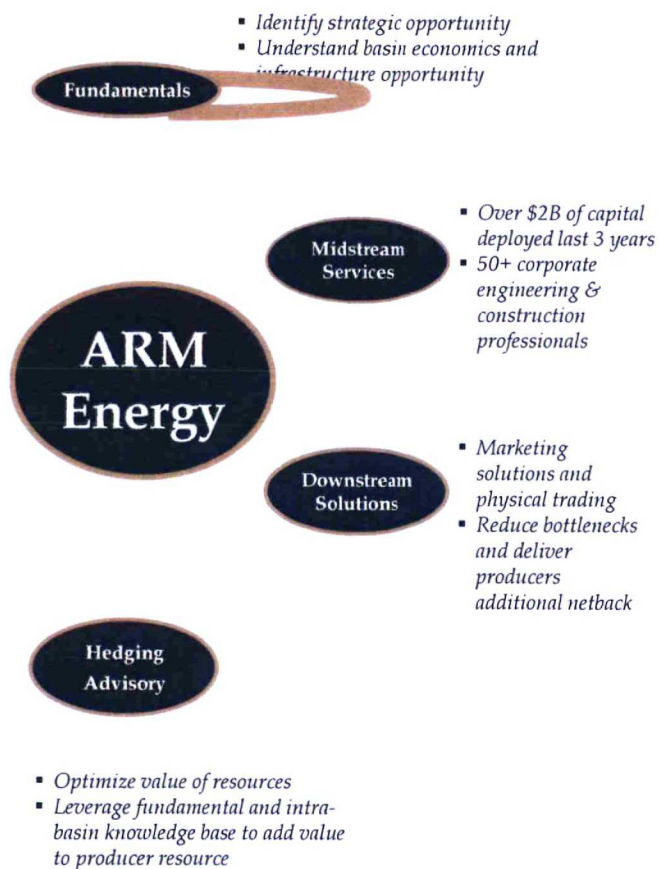 ▪ Identify strategic opportunity
▪ Understand basin economics and
infrastructure opportunity
Fundamentals
Midstream
Services
▪ Over $2B of capital
deployed last 3 years
▪ 50+ corporate
engineering &
construction
professionals
ARM
Energy
Downstream
Solutions
▪ Marketing
solutions and
physical trading
▪ Reduce bottlenecks
and deliver
producers
additional netback
Hedging
Advisory
▪ Optimize value of resources
▪ Leverage fundamental and intra-
basin knowledge base to add value
to producer resource